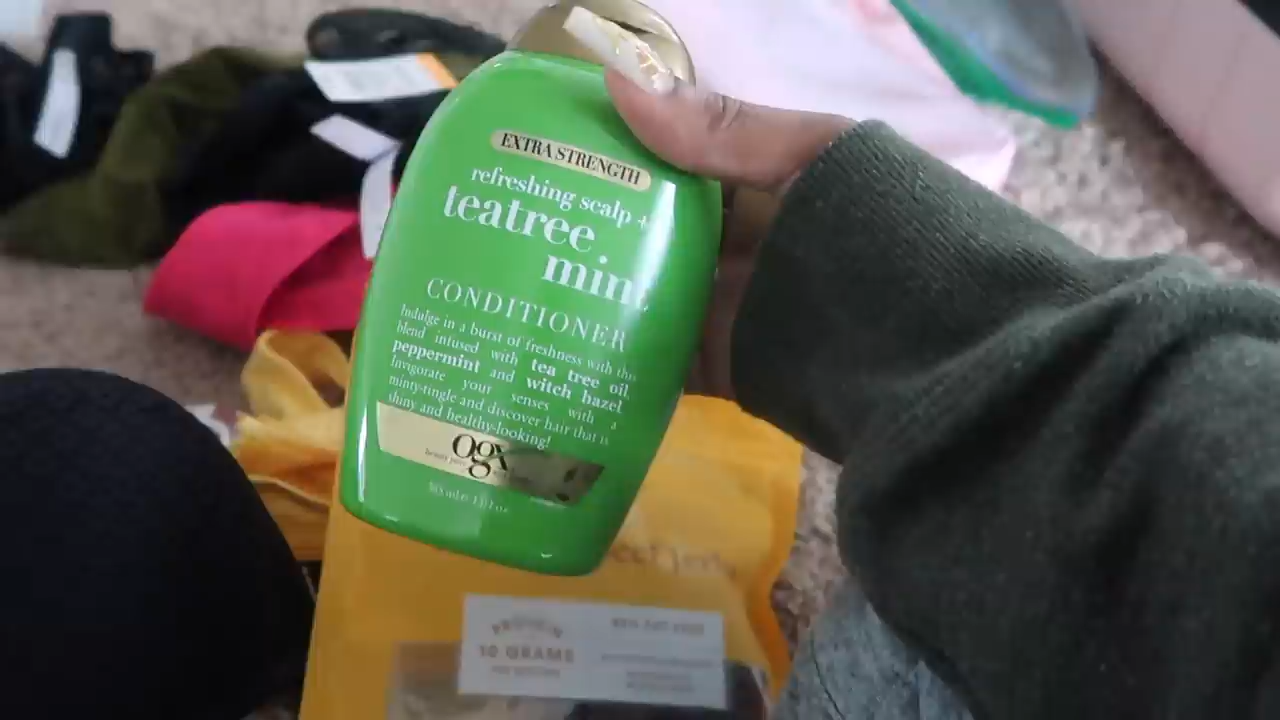 EXTRA STRENGTH
refreshing scalp +
teatree
mint
CONDITIONER
Indulge in a burst of freshness with this
blend infused with tea tree oil,
peppermint and witch hazel.
Invigorate your senses with a
minty-tingle and discover hair that is
shiny and healthy-looking!
ogx
PROTEIN
10 GRAMS